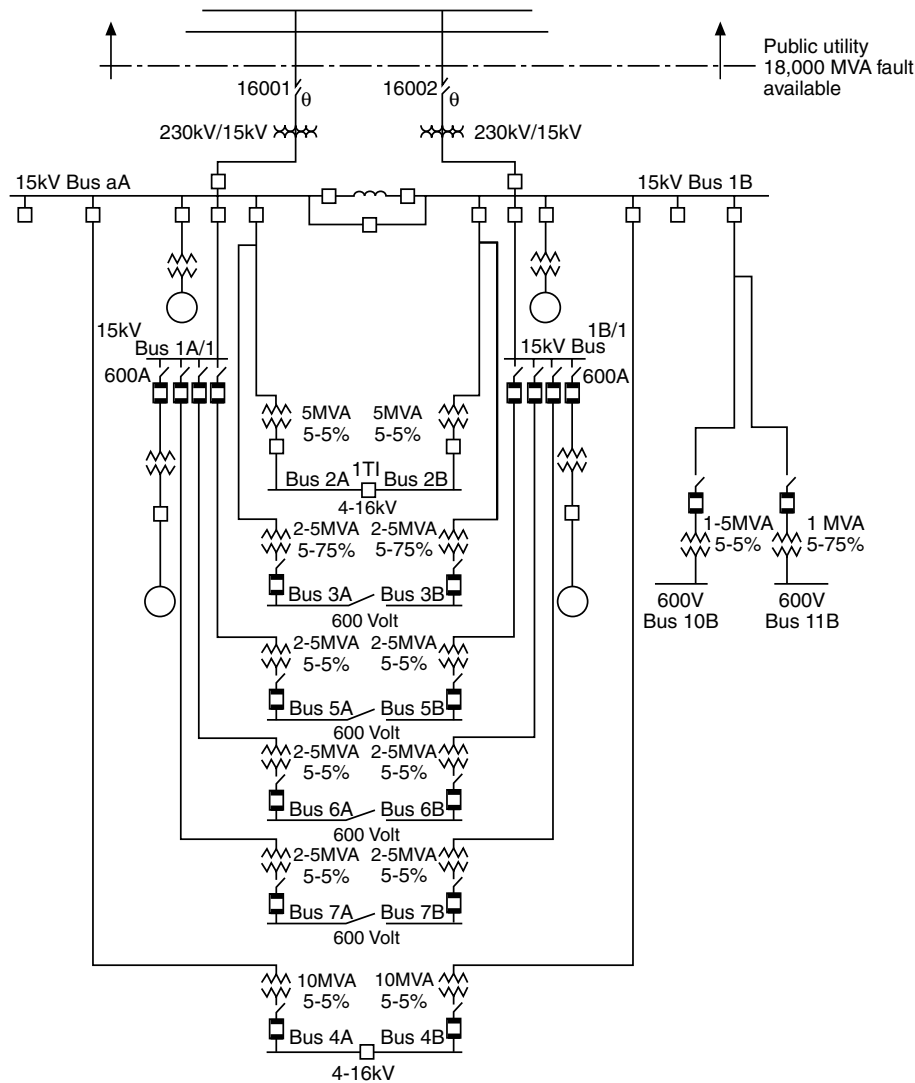 Public utility
18,000 MVA fault
available
16001
θ
16002
θ
230kV/15kV
230kV/15kV
15kV Bus aA
15kV Bus 1B
15kV
Bus 1A/1
600A
1B/1
15kV Bus
600A
5MVA
5-5%
5MVA
5-5%
Bus 2A
1TI
Bus 2B
4-16kV
2-5MVA
5-75%
2-5MVA
5-75%
Bus 3A
Bus 3B
600 Volt
1-5MVA
5-5%
1 MVA
5-75%
600V
Bus 10B
600V
Bus 11B
2-5MVA
5-5%
2-5MVA
5-5%
Bus 5A
Bus 5B
600 Volt
2-5MVA
5-5%
2-5MVA
5-5%
Bus 6A
Bus 6B
600 Volt
2-5MVA
5-5%
2-5MVA
5-5%
Bus 7A
Bus 7B
600 Volt
10MVA
5-5%
10MVA
5-5%
Bus 4A
Bus 4B
4-16kV